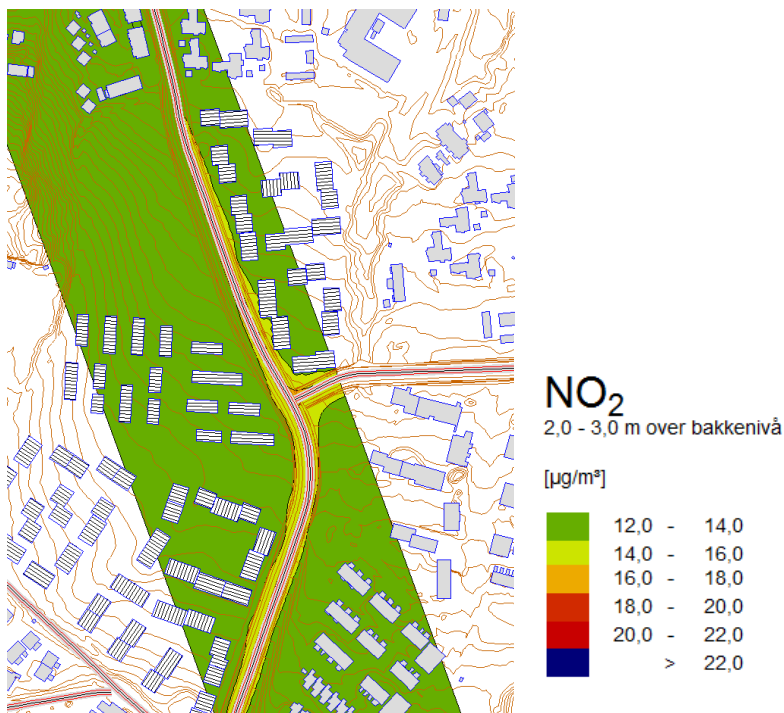 NO₂
2,0 - 3,0 m over bakkenivå
[µg/m³]
12,0 - 14,0
14,0 - 16,0
16,0 - 18,0
18,0 - 20,0
20,0 - 22,0
> 22,0